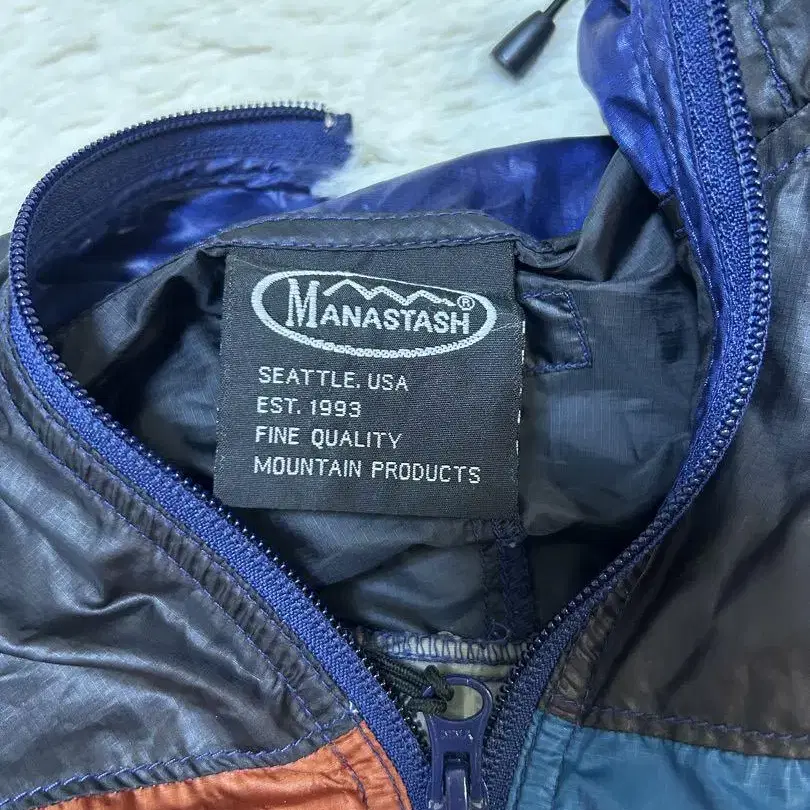 MANASTASH®
SEATTLE, USA
EST. 1993
FINE QUALITY
MOUNTAIN PRODUCTS